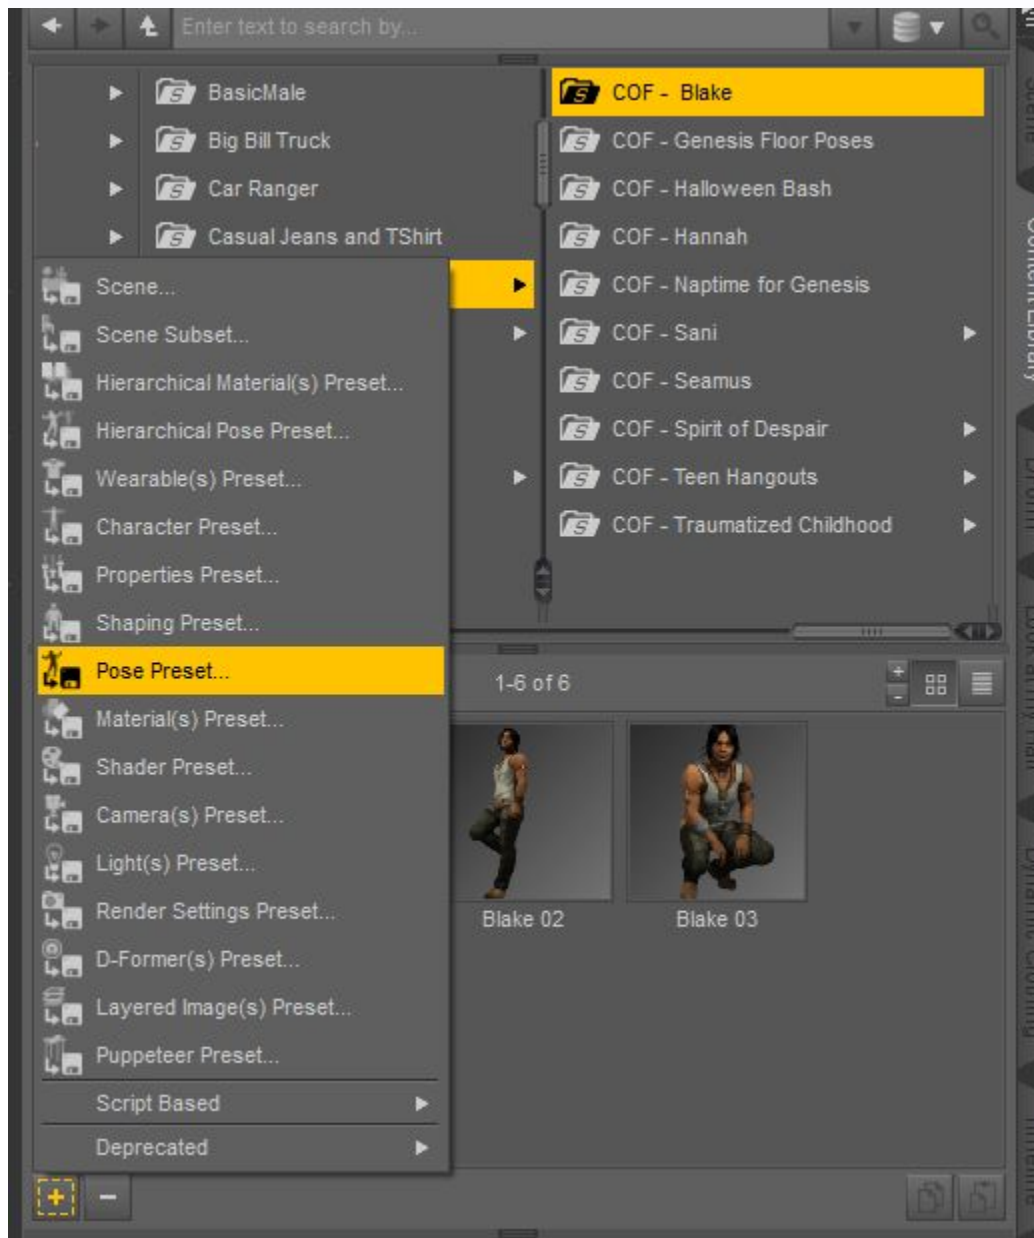 Enter text to search by...
BasicMale
Big Bill Truck
Car Ranger
Casual Jeans and TShirt
COF - Blake
COF - Genesis Floor Poses
COF - Halloween Bash
COF - Hannah
COF - Naptime for Genesis
COF - Sani
COF - Seamus
COF - Spirit of Despair
COF - Teen Hangouts
COF - Traumatized Childhood
Scene...
Scene Subset...
Hierarchical Material(s) Preset...
Hierarchical Pose Preset...
Wearable(s) Preset...
Character Preset...
Properties Preset...
Shaping Preset...
Pose Preset...
Material(s) Preset...
Shader Preset...
Camera(s) Preset...
Light(s) Preset...
Render Settings Preset...
D-Former(s) Preset...
Layered Image(s) Preset...
Puppeteer Preset...
Script Based
Deprecated
1-6 of 6
Blake 02
Blake 03
Content Library